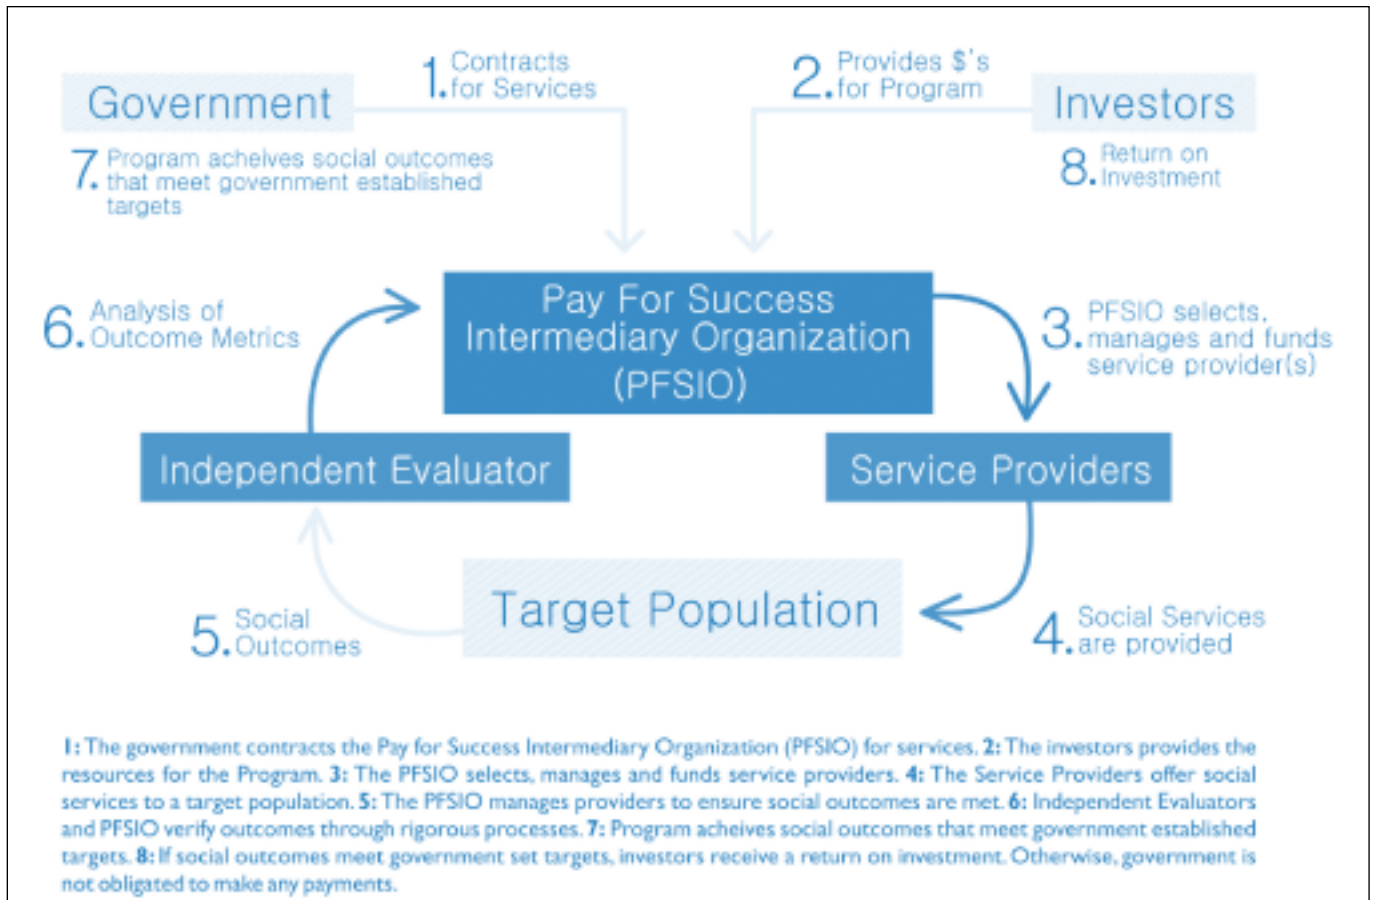 1. Contracts
for Services
2. Provides $'s
for Program
Government
Investors
7. Program acheives social outcomes
that meet government established
targets
8. Return on
Investment
Pay For Success
Intermediary Organization
(PFSIO)
6. Analysis of
Outcome Metrics
3. PFSIO selects,
manages and funds
service provider(s)
Independent Evaluator
Service Providers
Target Population
5. Social
Outcomes
4. Social Services
are provided
1: The government contracts the Pay for Success Intermediary Organization (PFSIO) for services. 2: The investors provides the
resources for the Program. 3: The PFSIO selects, manages and funds service providers. 4: The Service Providers offer social
services to a target population. 5: The PFSIO manages providers to ensure social outcomes are met. 6: Independent Evaluators
and PFSIO verify outcomes through rigorous processes. 7: Program acheives social outcomes that meet government established
targets. 8: If social outcomes meet government set targets, investors receive a return on investment. Otherwise, government is
not obligated to make any payments.